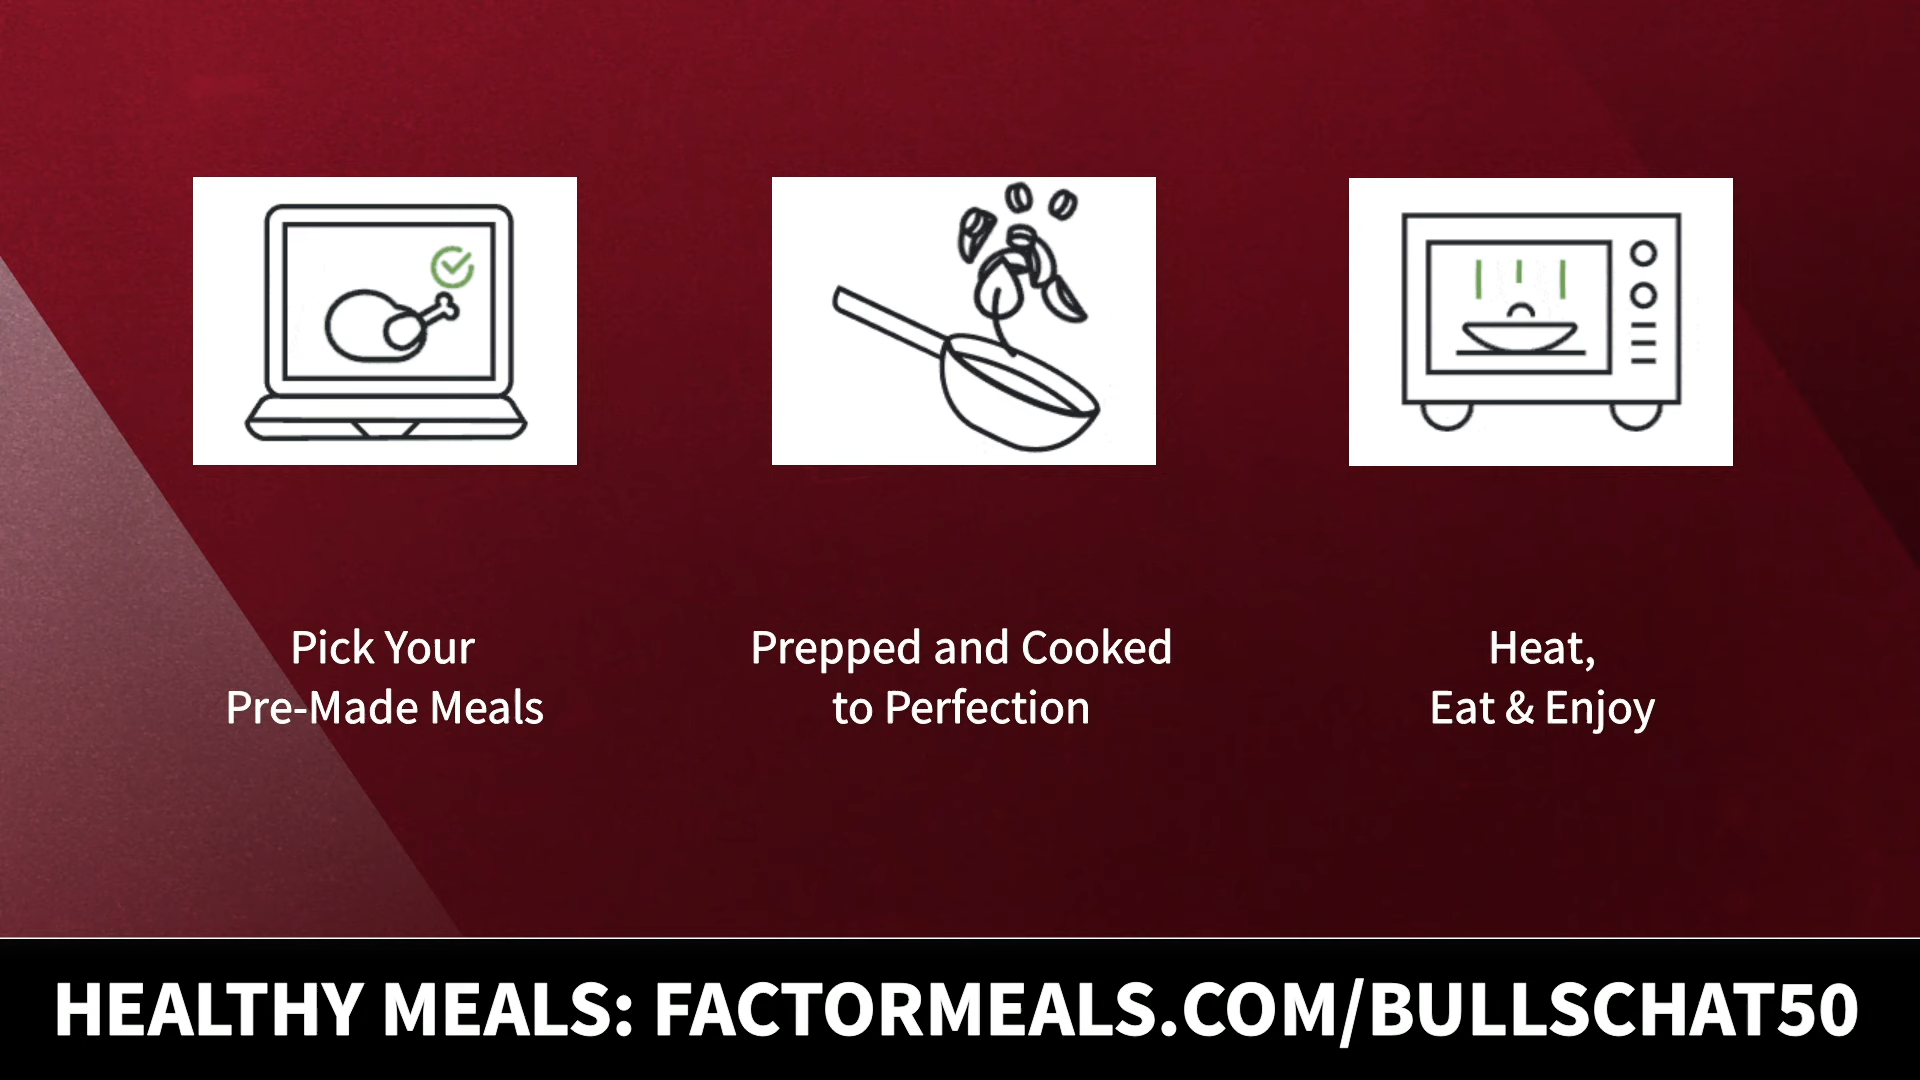 Pick Your
Pre-Made Meals
Prepped and Cooked
to Perfection
Heat,
Eat & Enjoy
HEALTHY MEALS: FACTORMEALS.COM/BULLSCHAT50